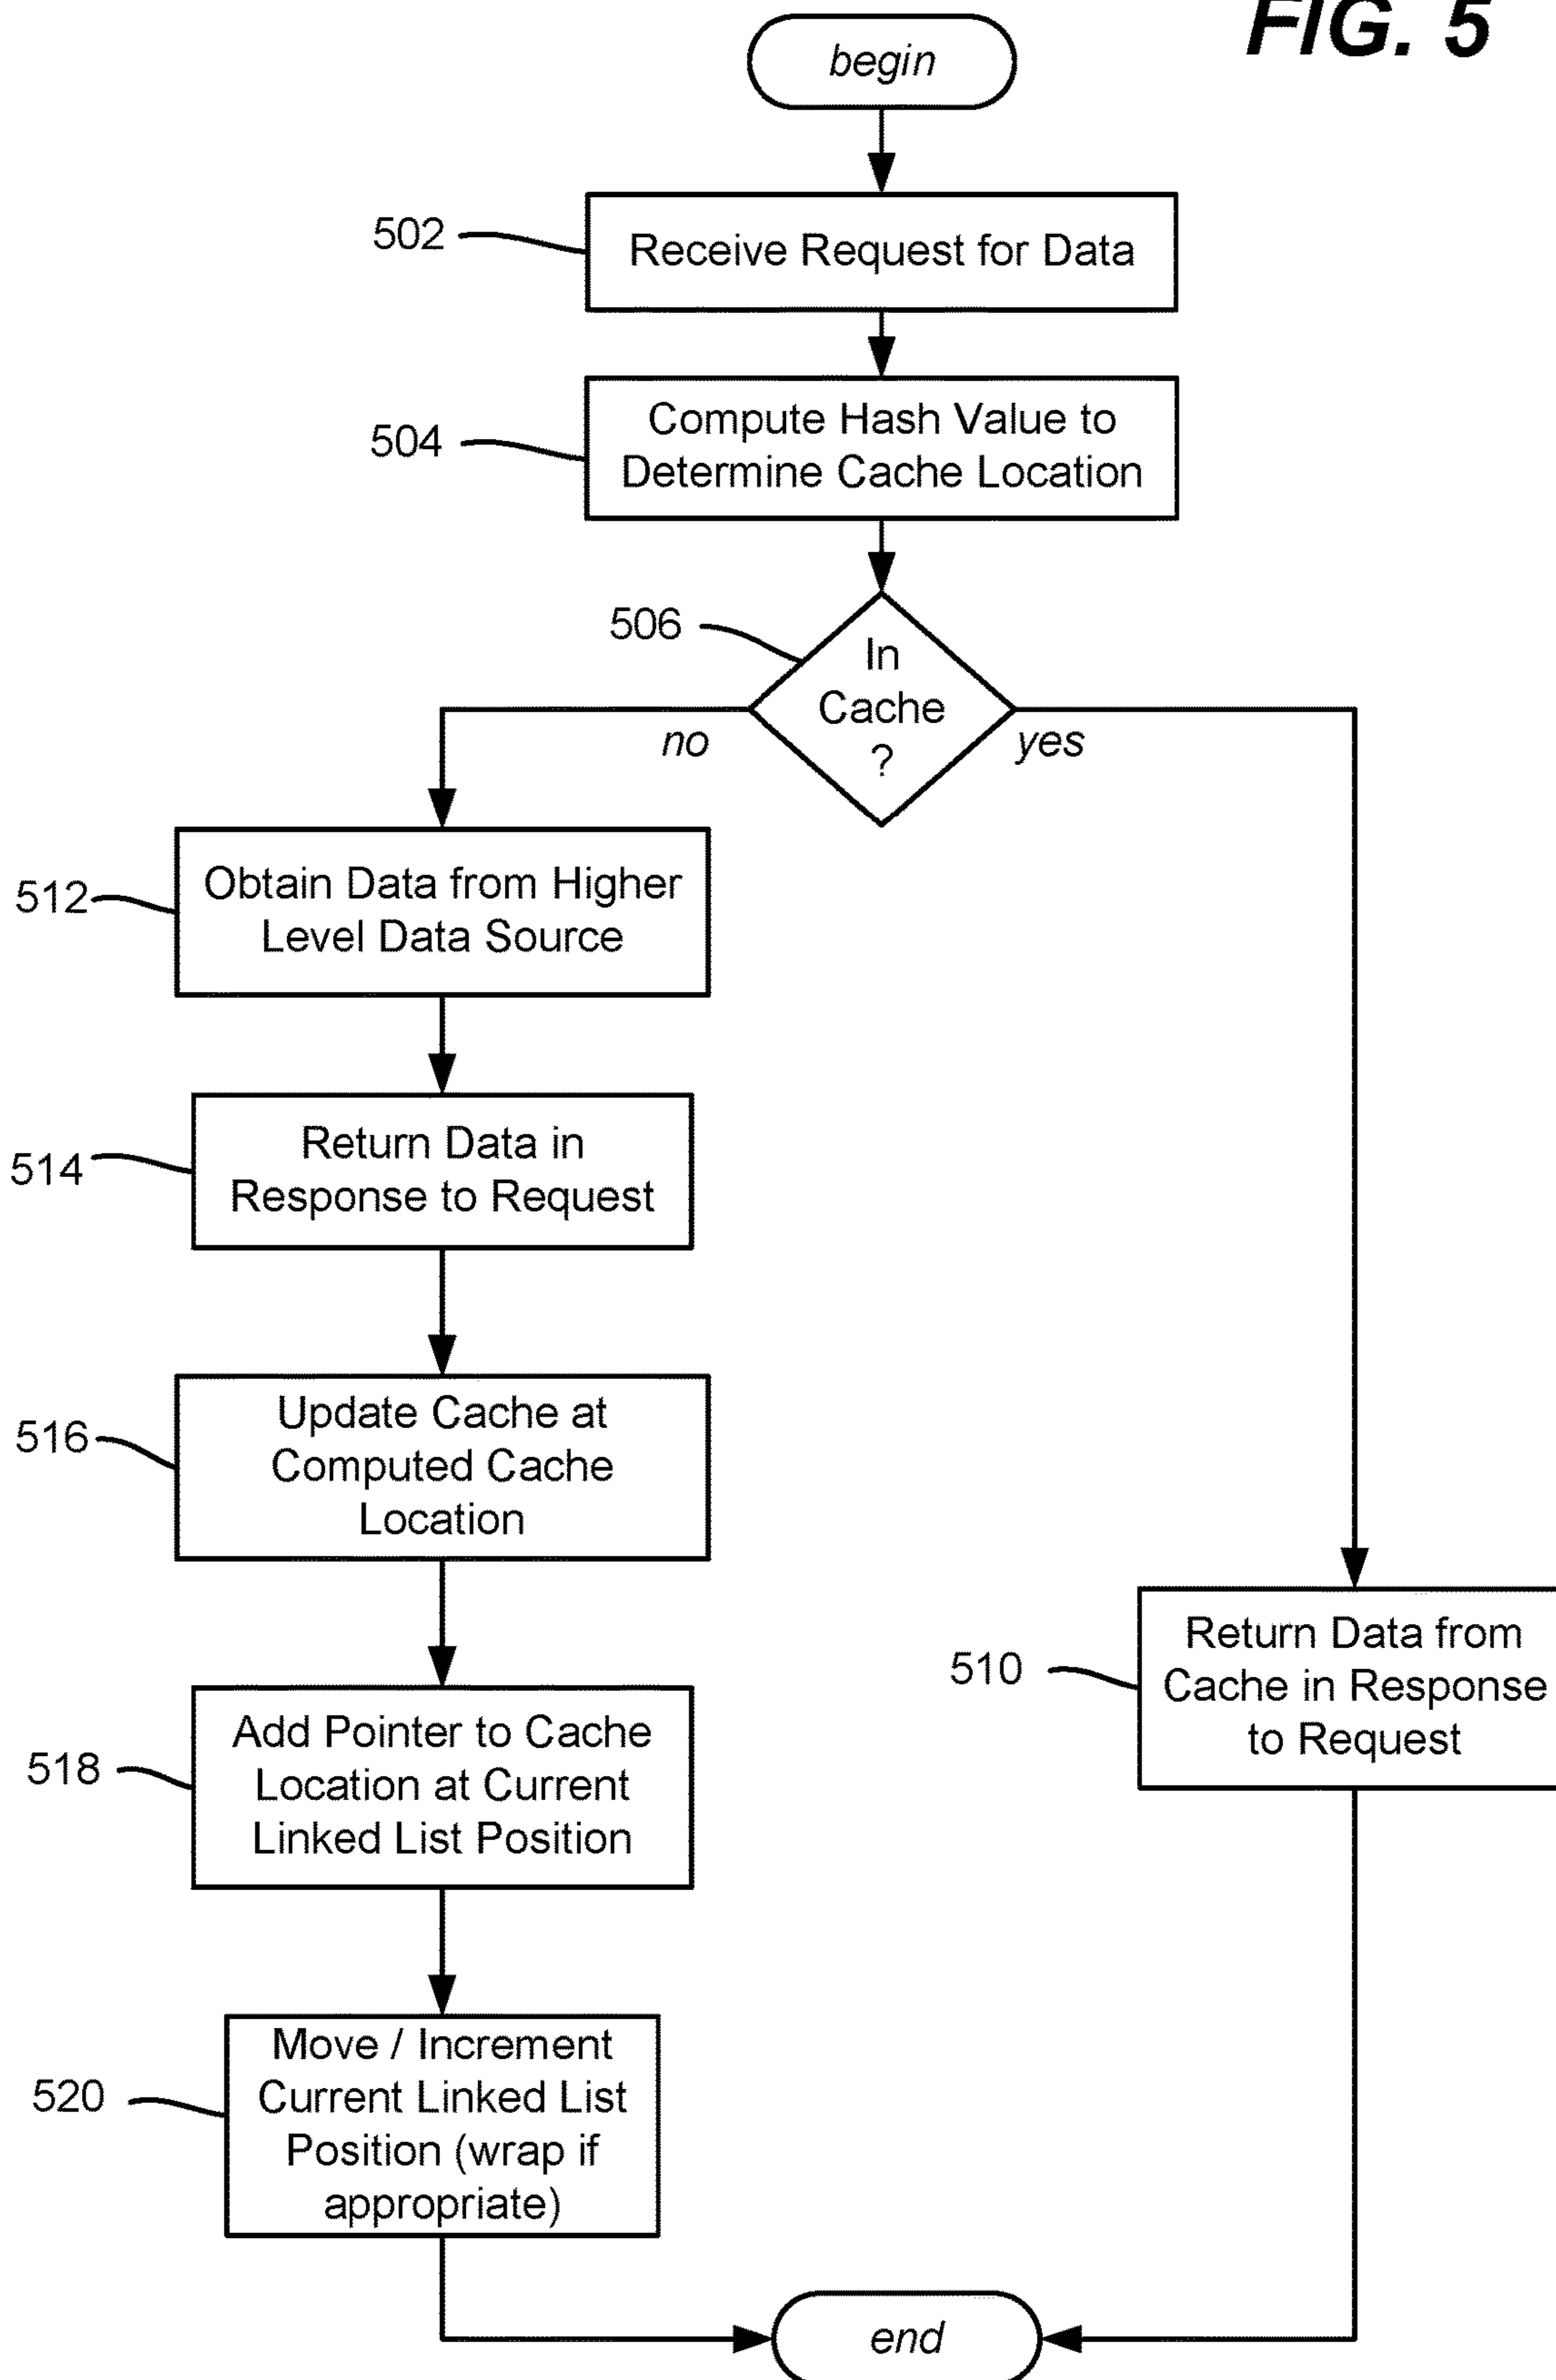 FIG. 5
begin
502
Receive Request for Data
504
Compute Hash Value to
Determine Cache Location
506
In
Cache
?
no
yes
512
Obtain Data from Higher
Level Data Source
514
Return Data in
Response to Request
516
Update Cache at
Computed Cache
Location
518
Add Pointer to Cache
Location at Current
Linked List Position
510
Return Data from
Cache in Response
to Request
520
Move / Increment
Current Linked List
Position (wrap if
appropriate)
end